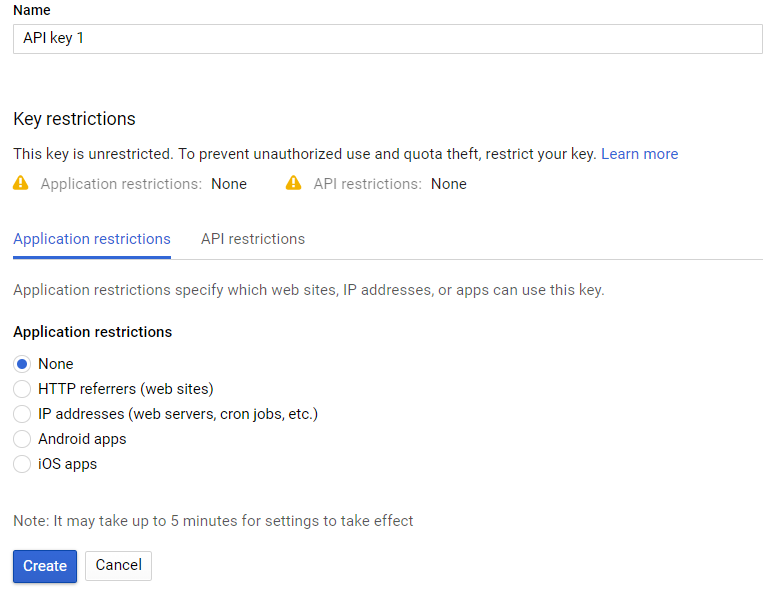 Name
API key 1
Key restrictions
This key is unrestricted. To prevent unauthorized use and quota theft, restrict your key. Learn more
Application restrictions: None API restrictions: None
Application restrictions API restrictions
Application restrictions specify which web sites, IP addresses, or apps can use this key.
Application restrictions
None
HTTP referrers (web sites)
IP addresses (web servers, cron jobs, etc.)
Android apps
iOS apps
Note: It may take up to 5 minutes for settings to take effect
Create Cancel